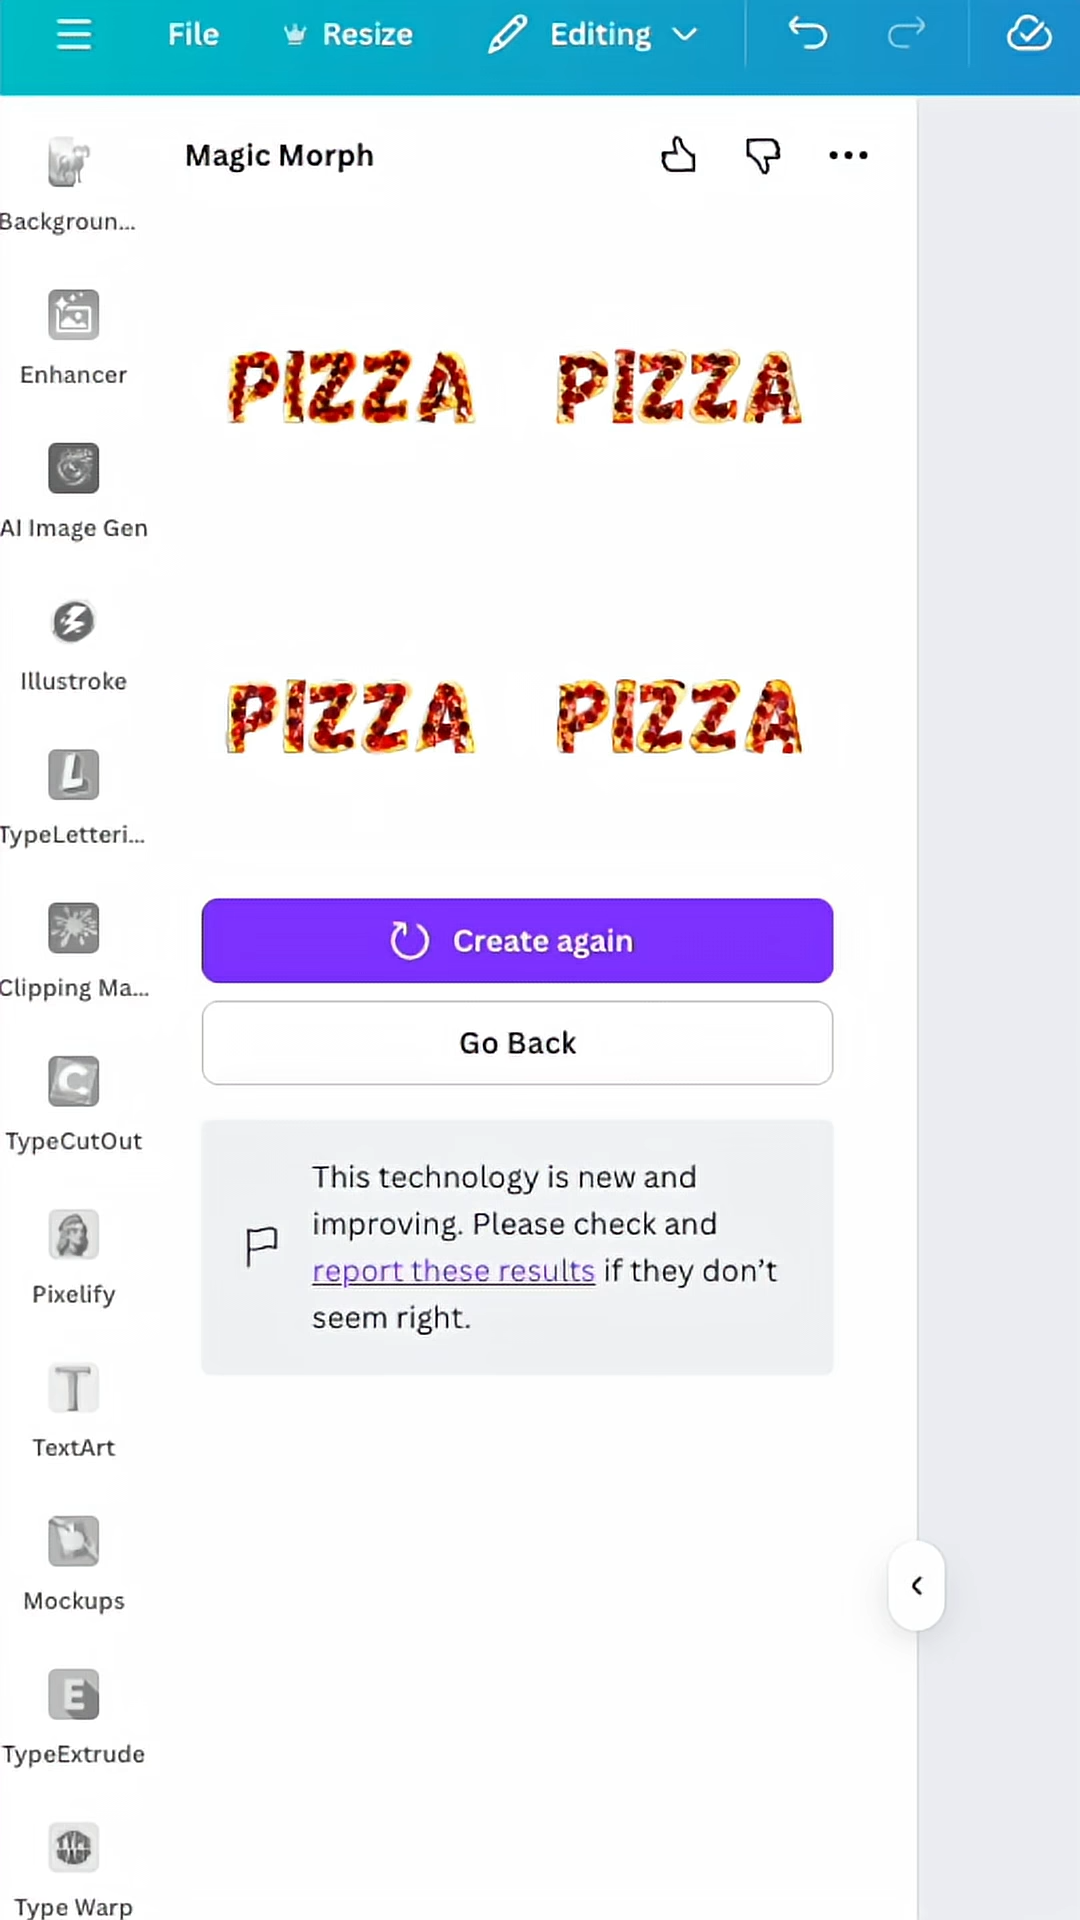 File
Resize
Editing
Magic Morph
Backgroun...
Enhancer
AI Image Gen
Illustroke
TypeLetteri...
Clipping Ma...
TypeCutOut
Pixelify
TextArt
Mockups
TypeExtrude
Type Warp
PIZZA PIZZA
PIZZA PIZZA
Create again
Go Back
This technology is new and
improving. Please check and
report these results if they don't
seem right.